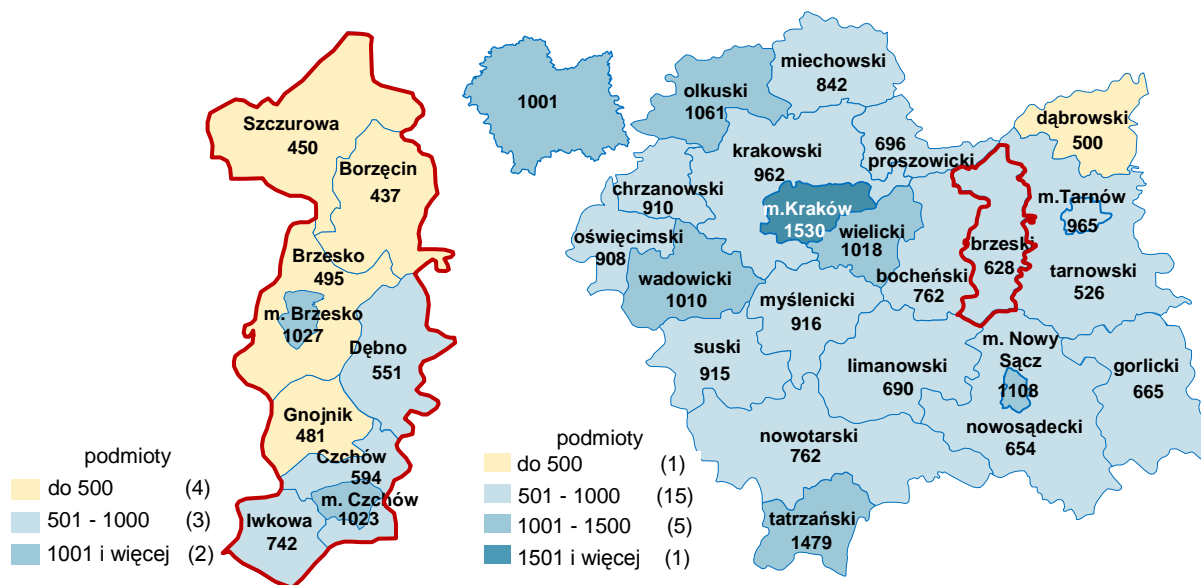 Szczurowa
450
Borzęcin
437
Brzesko
495
m. Brzesko
1027
Dębno
551
Gnojnik
481
Czchów
594
m. Czchów
1023
Iwkowa
742
podmioty
do 500 (4)
501 - 1000 (3)
1001 i więcej (2)
1001
miechowski
842
olkuski
1061
dąbrowski
500
696
proszowicki
krakowski
962
chrzanowski
910
m.Kraków
1530
m.Tarnów
965
wielicki
1018
oświęcimski
908
brzeski
628
wadowicki
1010
bocheński
762
tarnowski
526
myślenicki
916
suski
915
limanowski
690
m. Nowy
Sącz
1108
gorlicki
665
nowotarski
762
nowosądecki
654
tatrzański
1479
podmioty
do 500 (1)
501 - 1000 (15)
1001 - 1500 (5)
1501 i więcej (1)